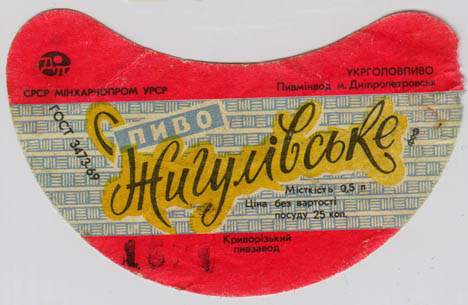 СРСР МІНХАРЧОПРОМ УРСР
УКРГОЛОВПИВО
Пивмінвод м. Дніпропетровськ
ГОСТ 3473-69
ПИВО
Жигулівське
Місткість 0,5 л
Ціна без вартості
посуду 25 коп.
Криворізький
пивзавод